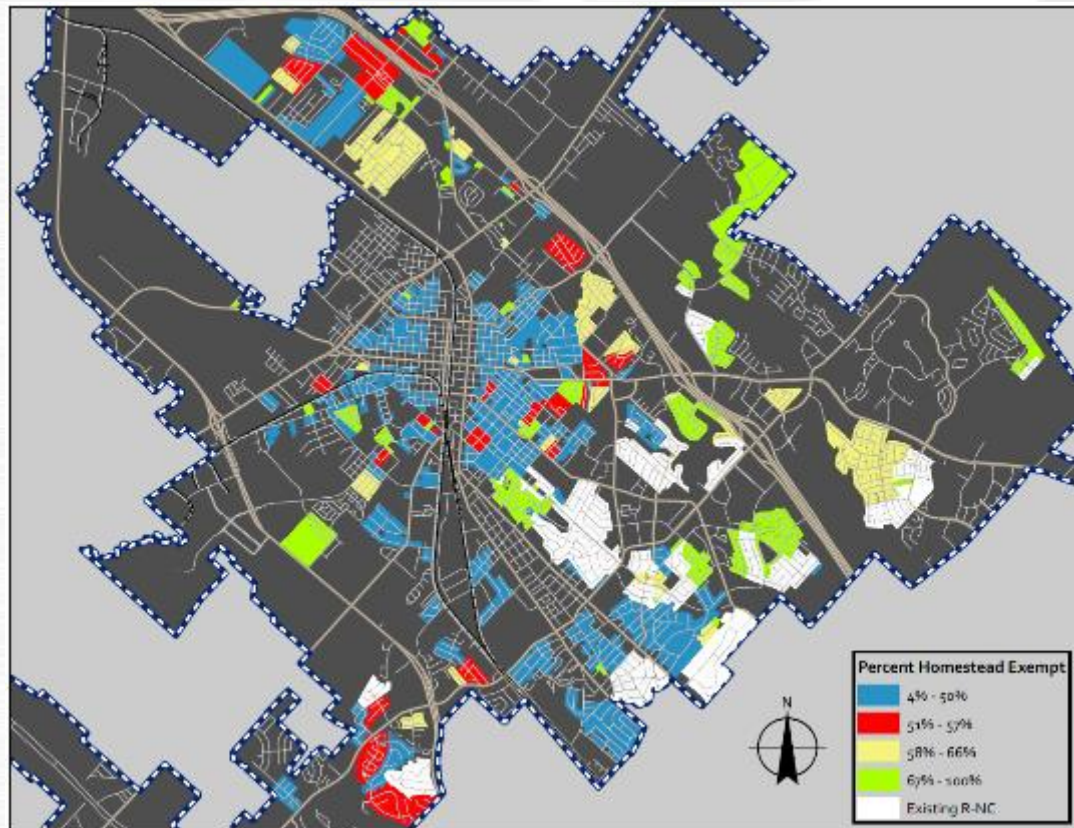 N
Percent Homestead Exempt
4% - 50%
51% - 57%
58% - 66%
67% - 100%
Existing R-NC